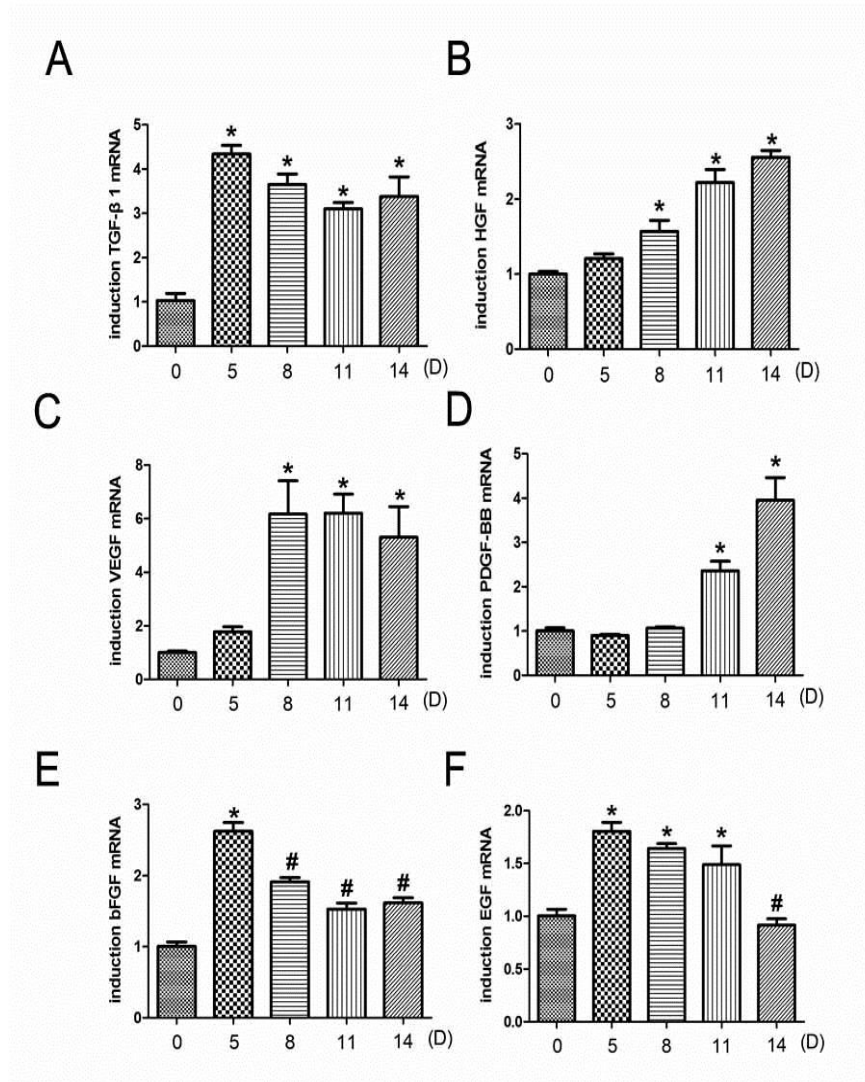 A
induction TGF-β 1 mRNA
5
4
3
2
1
0
*
*
*
*
0 5 8 11 14 (D)
B
induction HGF mRNA
3
2
1
0
*
*
*
0 5 8 11 14 (D)
C
induction VEGF mRNA
8
6
4
2
0
*
*
*
0 5 8 11 14 (D)
D
induction PDGF-BB mRNA
5
4
3
2
1
0
*
*
0 5 8 11 14 (D)
E
induction bFGF mRNA
3
2
1
0
*
#
#
#
0 5 8 11 14 (D)
F
induction EGF mRNA
2.0
1.5
1.0
0.5
0.0
*
*
*
#
0 5 8 11 14 (D)